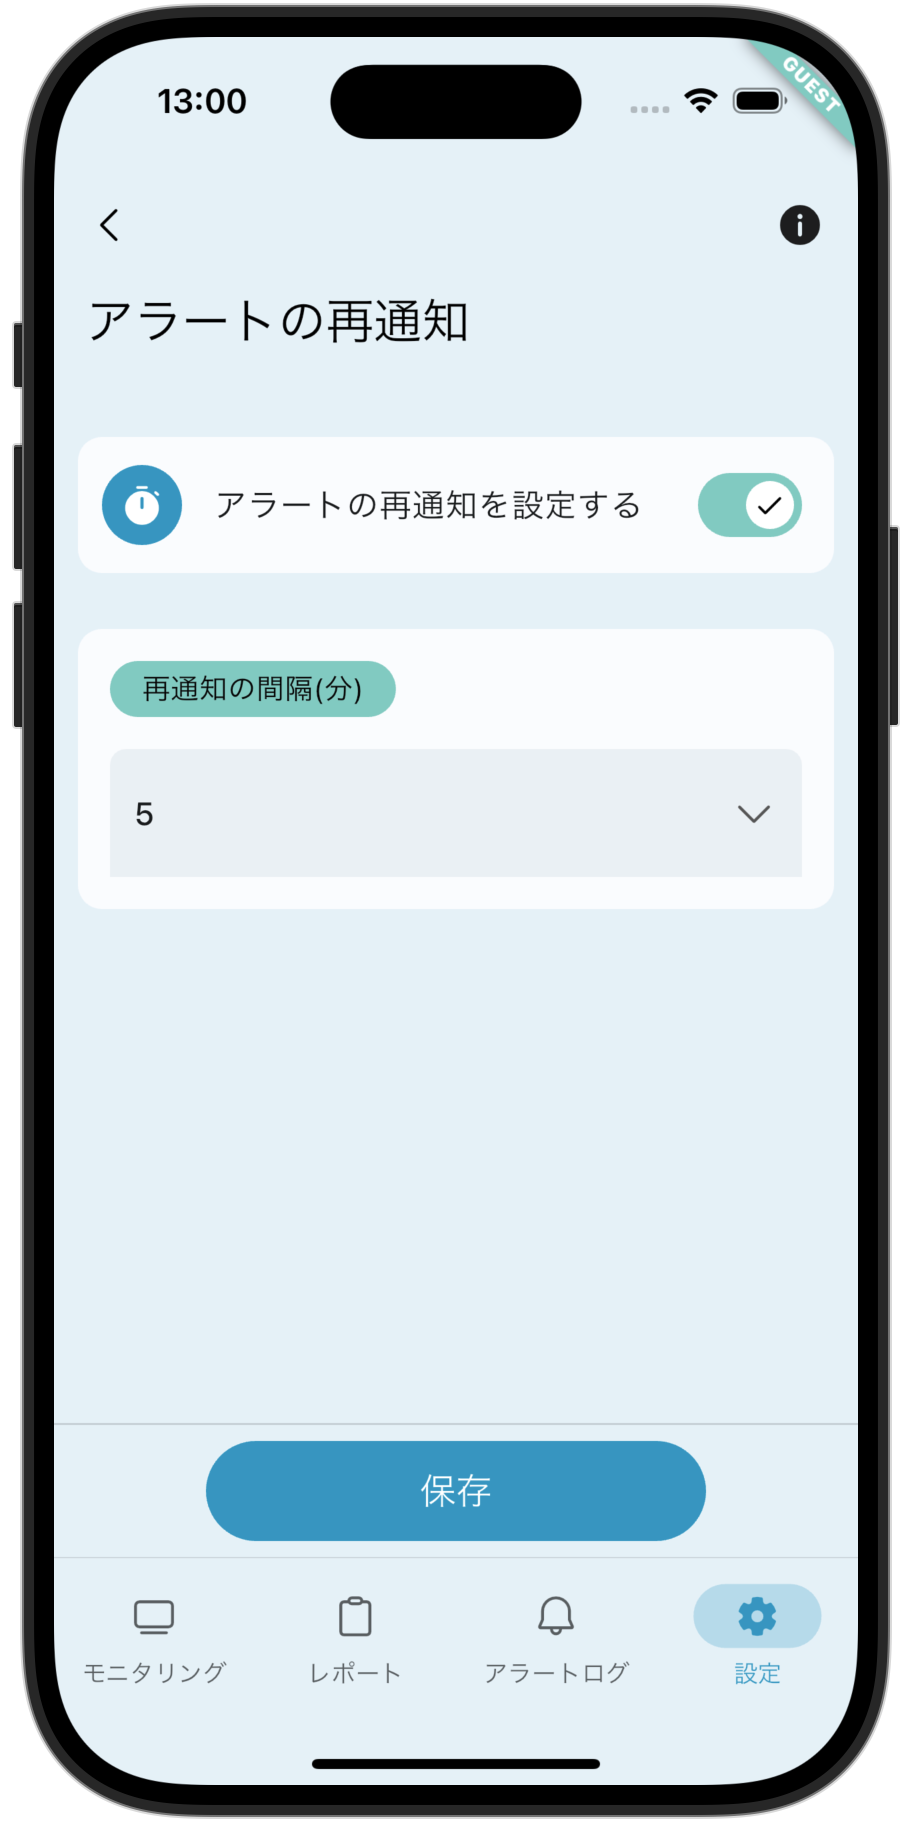 13:00
GUEST
アラートの再通知
アラートの再通知を設定する
再通知の間隔(分)
5
保存
モニタリング
レポート
アラートログ
設定